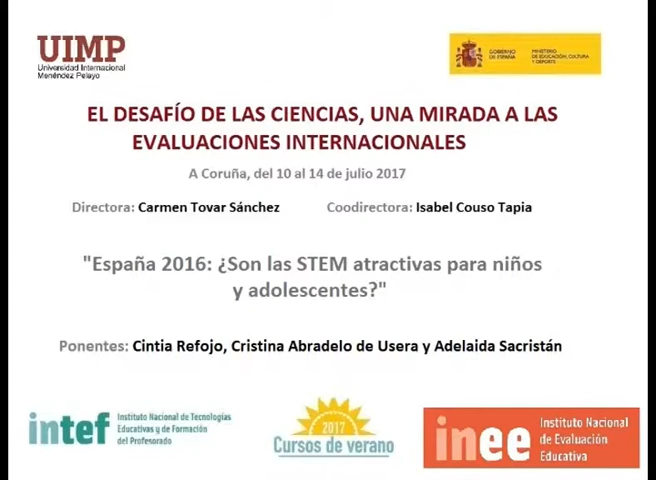 UIMP
Universidad Internacional
Menéndez Pelayo
GOBIERNO
DE ESPAÑA
MINISTERIO
DE EDUCACIÓN, CULTURA
Y DEPORTE
EL DESAFÍO DE LAS CIENCIAS, UNA MIRADA A LAS
EVALUACIONES INTERNACIONALES
A Coruña, del 10 al 14 de julio 2017
Directora: Carmen Tovar Sánchez
Coodirectora: Isabel Couso Tapia
"España 2016: ¿Son las STEM atractivas para niños
y adolescentes?"
Ponentes: Cintia Refojo, Cristina Abradelo de Usera y Adelaida Sacristán
intef
Instituto Nacional de Tecnologías
Educativas y de Formación
del Profesorado
2017
Cursos de verano
inee
Instituto Nacional
de Evaluación
Educativa